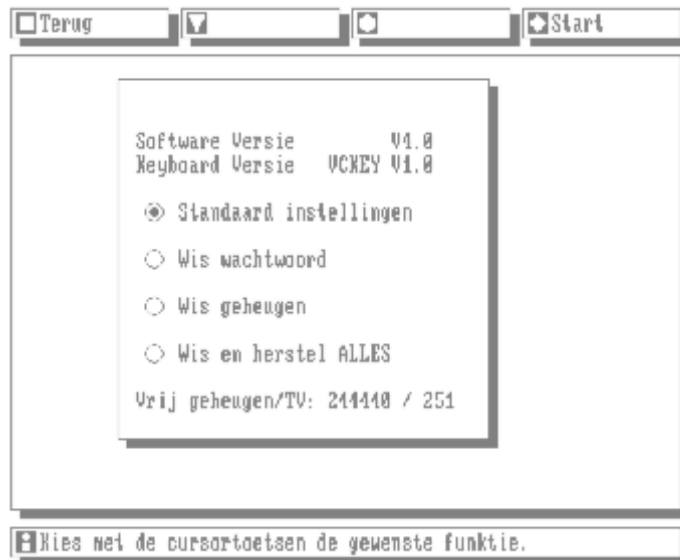 Terug
Start
Software Versie V4.0
Keyboard Versie VCKEY V1.0
Standaard instellingen
Wis wachtwoord
Wis geheugen
Wis en herstel ALLES
Vrij geheugen/TV: 244440 / 251
Kies met de cursortoetsen de gewenste funktie.